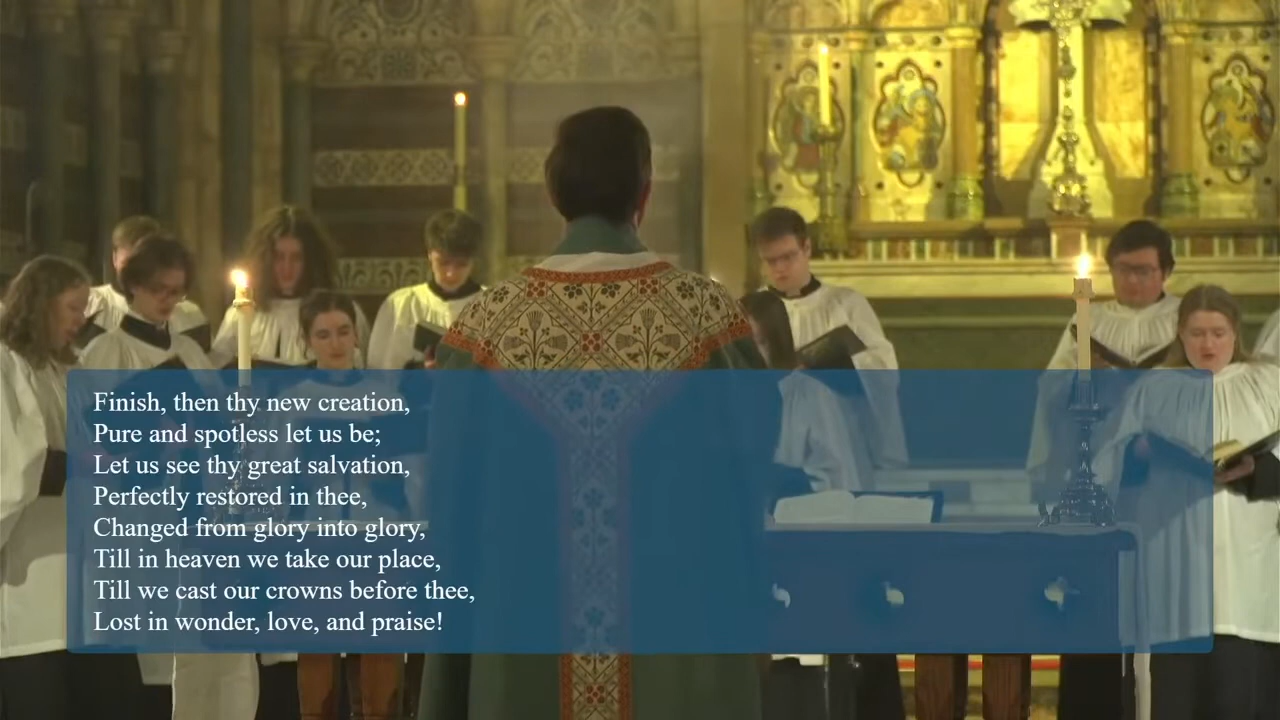 Finish, then thy new creation,
Pure and spotless let us be;
Let us see thy great salvation,
Perfectly restored in thee,
Changed from glory into glory,
Till in heaven we take our place,
Till we cast our crowns before thee,
Lost in wonder, love, and praise!